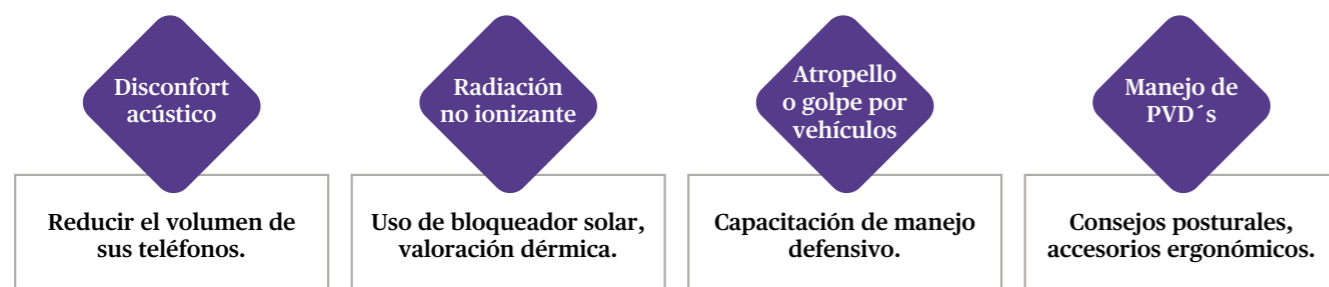 Disconfort
acústico
Reducir el volumen de
sus teléfonos.
Radiación
no ionizante
Uso de bloqueador solar,
valoración dérmica.
Atropello
o golpe por
vehículos
Capacitación de manejo
defensivo.
Manejo de
PVD´s
Consejos posturales,
accesorios ergonómicos.